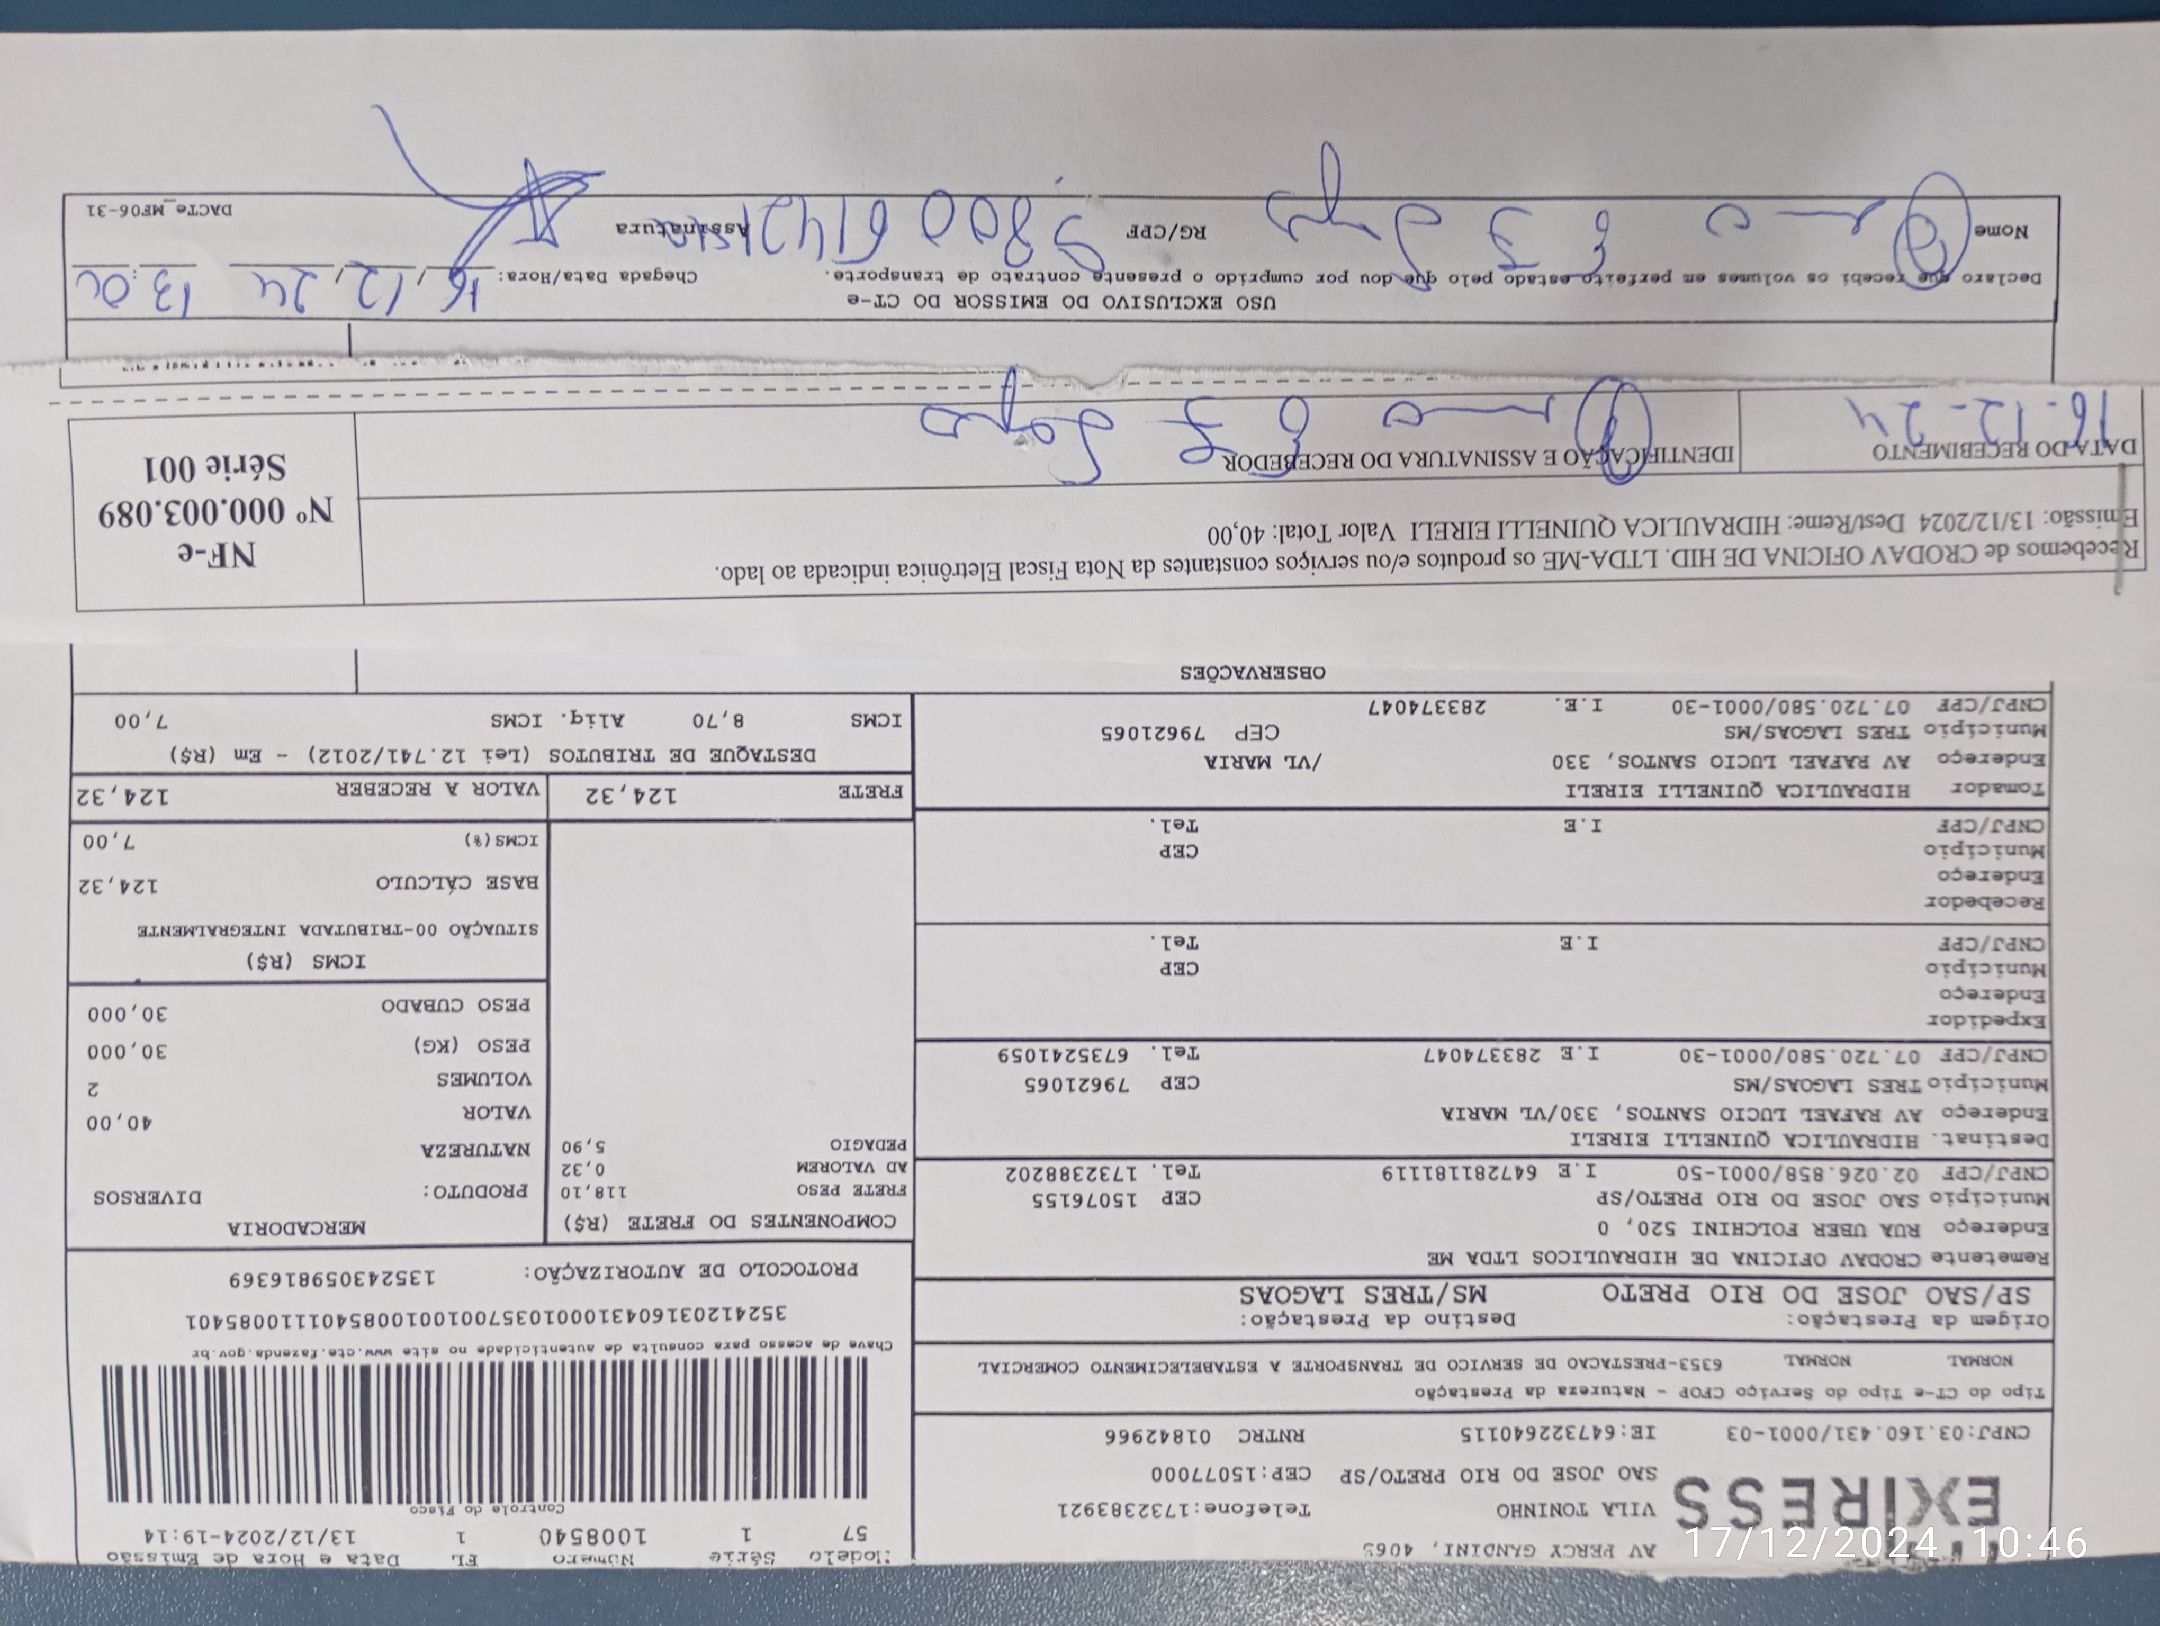 17/12/2024 10:46
EXIRESS
AV PERCY GANDINI, 4065
VILA TONINHO Telefone:1732383921
SAO JOSE DO RIO PRETO/SP CEP:15077000
CNPJ:03.160.431/0001-03 IE:647322640115 RNTRC 01842966
Modelo Série Número FL Data e Hora de Emissão
57 1 1008540 1 13/12/2024-19:14
Controle do Fisco
Chave de acesso para consulta de autenticidade no site www.cte.fazenda.gov.br
35241203160431000103570010010085401110085401
PROTOCOLO DE AUTORIZAÇÃO: 135243059816369
Tipo do CT-e Tipo do Serviço CFOP - Natureza da Prestação
NORMAL NORMAL 6353-PRESTACAO DE SERVICO DE TRANSPORTE A ESTABELECIMENTO COMERCIAL
Origem da Prestação: Destino da Prestação:
SP/SAO JOSE DO RIO PRETO MS/TRES LAGOAS
Remetente CRODAV OFICINA DE HIDRAULICOS LTDA ME
Endereço RUA UBER FOLCHINI 520, 0
Município SAO JOSE DO RIO PRETO/SP CEP 15076155
CNPJ/CPF 02.026.858/0001-50 I.E 647281181119 Tel. 1732388202
Destinat. HIDRAULICA QUINELLI EIRELI
Endereço AV RAFAEL LUCIO SANTOS, 330/VL MARIA
Município TRES LAGOAS/MS CEP 79621065
CNPJ/CPF 07.720.580/0001-30 I.E 283374047 Tel. 6735241059
Expedidor
Endereço
Município CEP
CNPJ/CPF I.E Tel.
Recebedor
Endereço
Município CEP
CNPJ/CPF I.E Tel.
Tomador HIDRAULICA QUINELLI EIRELI
Endereço AV RAFAEL LUCIO SANTOS, 330 /VL MARIA
Município TRES LAGOAS/MS CEP 79621065
CNPJ/CPF 07.720.580/0001-30 I.E. 283374047
COMPONENTES DO FRETE (R$)
FRETE PESO 118,10
AD VALOREM 0,32
PEDAGIO 5,90
MERCADORIA
PRODUTO: DIVERSOS
NATUREZA
VALOR 40,00
VOLUMES 2
PESO (KG) 30,000
PESO CUBADO 30,000
ICMS (R$)
SITUAÇÃO 00-TRIBUTADA INTEGRALMENTE
BASE CÁLCULO 124,32
ICMS(%) 7,00
FRETE 124,32 VALOR A RECEBER 124,32
DESTAQUE DE TRIBUTOS (Lei 12.741/2012) - Em (R$)
ICMS 8,70 Aliq. ICMS 7,00
OBSERVAÇÕES
Recebemos de CRODAV OFICINA DE HID. LTDA-ME os produtos e/ou serviços constantes da Nota Fiscal Eletrônica indicada ao lado.
Emissão: 13/12/2024 Dest/Reme: HIDRAULICA QUINELLI EIRELI Valor Total: 40,00
DATA DO RECEBIMENTO IDENTIFICAÇÃO E ASSINATURA DO RECEBEDOR
16-12-24
NF-e
Nº 000.003.089
Série 001
USO EXCLUSIVO DO EMISSOR DO CT-e
Declaro que recebi os volumes em perfeito estado pelo que dou por cumprido o presente contrato de transporte. Chegada Data/Hora: 16/12/24
Nome RG/CPF Assinatura
DACTe_MF06-31